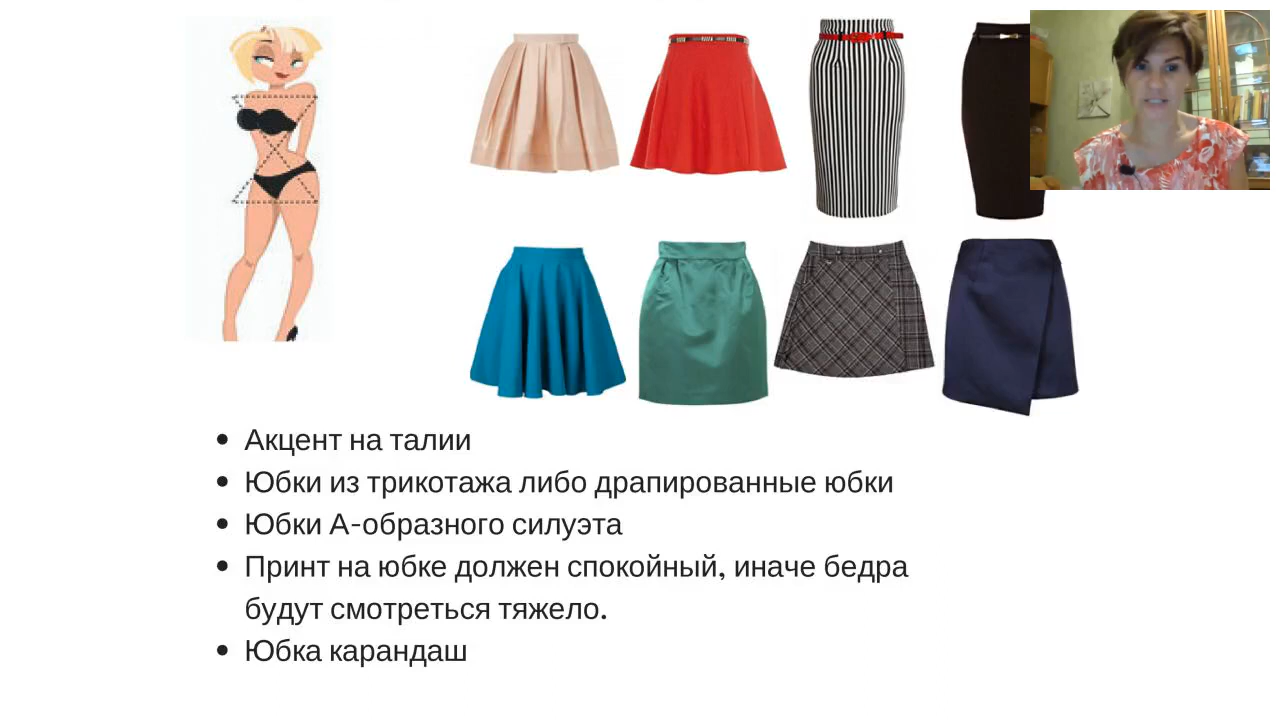 • Акцент на талии
• Юбки из трикотажа либо драпированные юбки
• Юбки А-образного силуэта
• Принт на юбке должен спокойный, иначе бедра
будут смотреться тяжело.
• Юбка карандаш